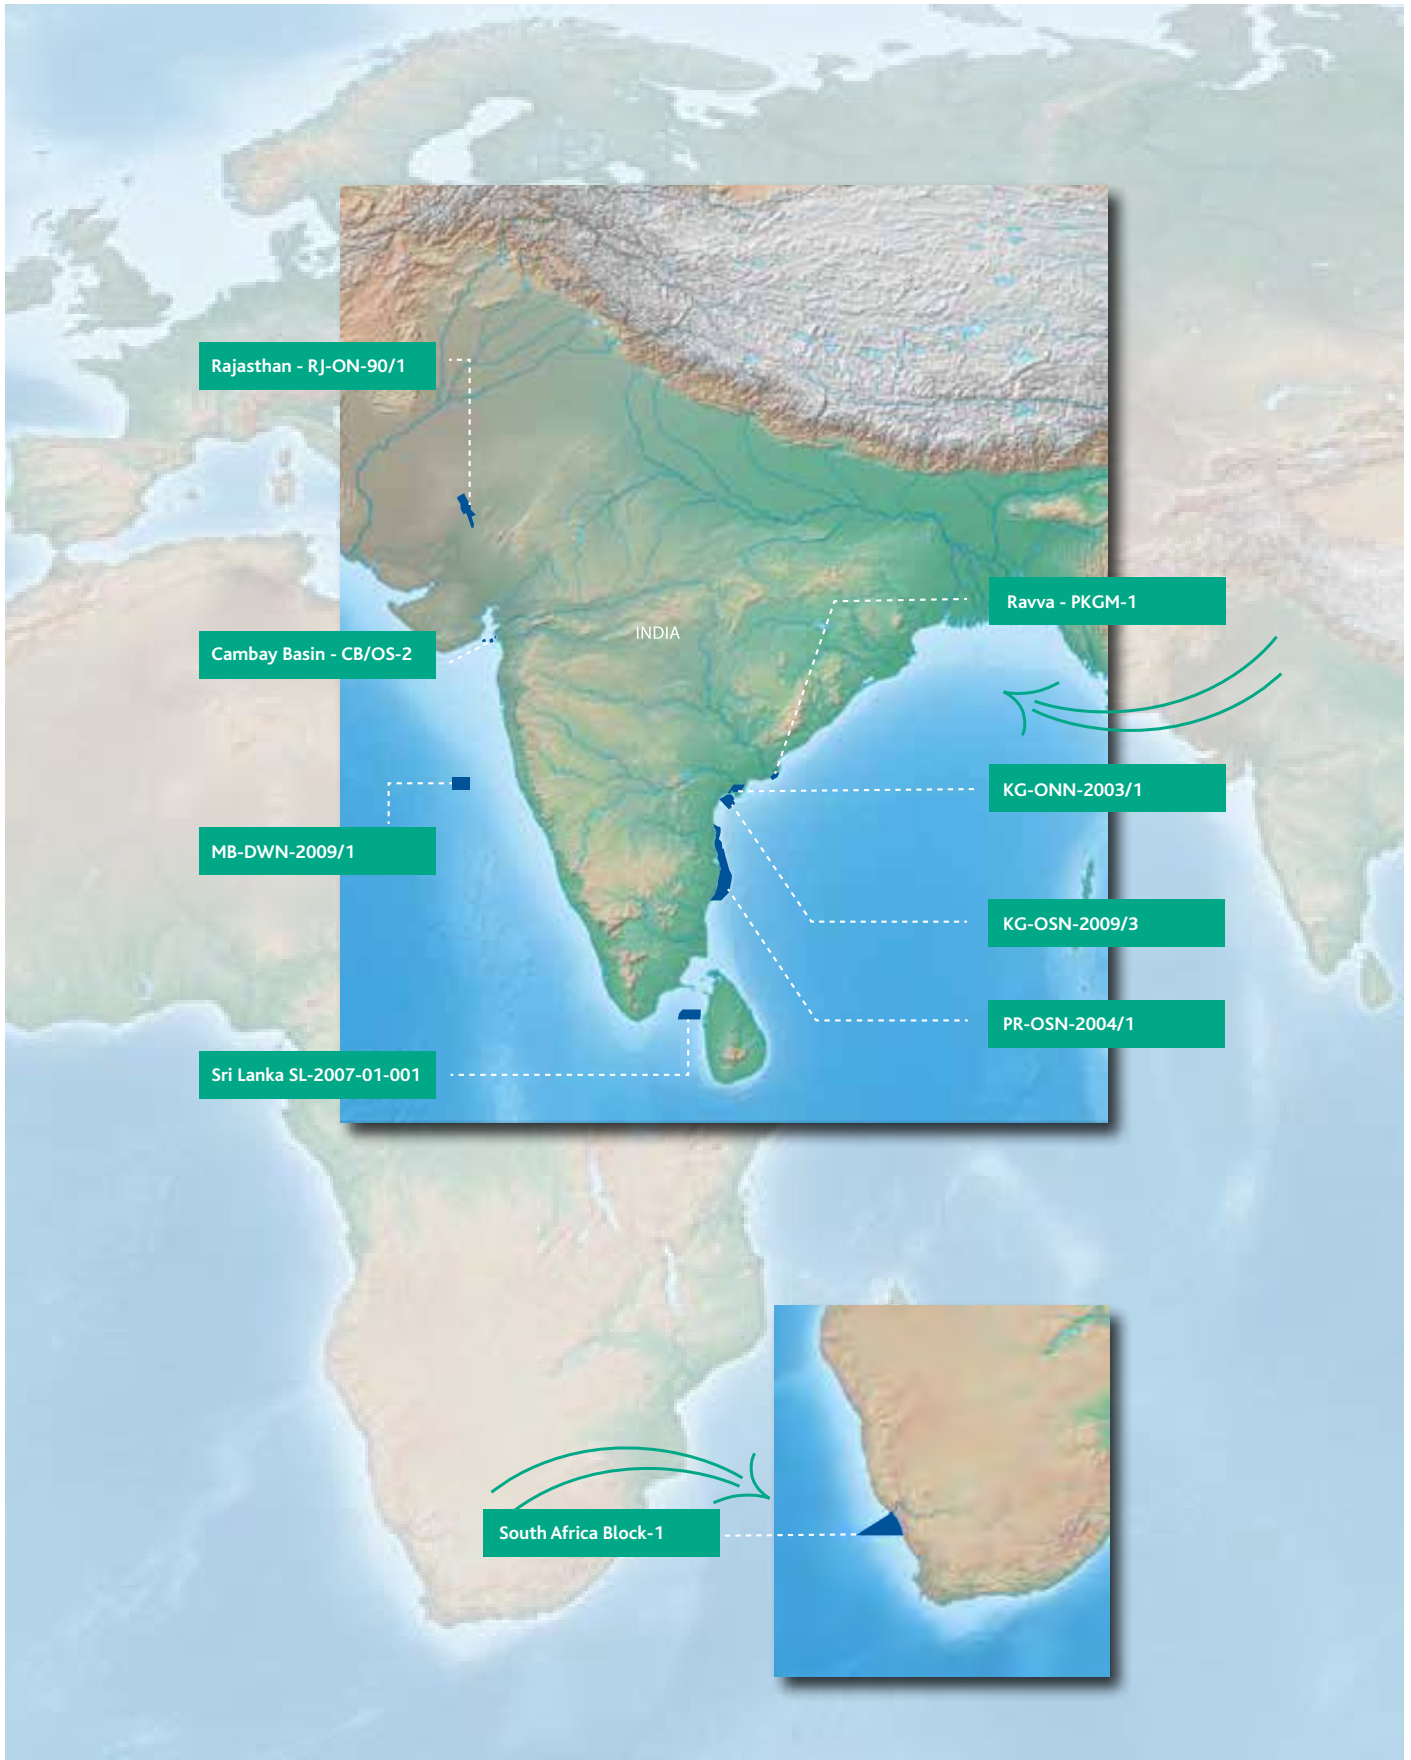 Rajasthan - RJ-ON-90/1
Ravva - PKGM-1
INDIA
Cambay Basin - CB/OS-2
KG-ONN-2003/1
MB-DWN-2009/1
KG-OSN-2009/3
PR-OSN-2004/1
Sri Lanka SL-2007-01-001
South Africa Block-1